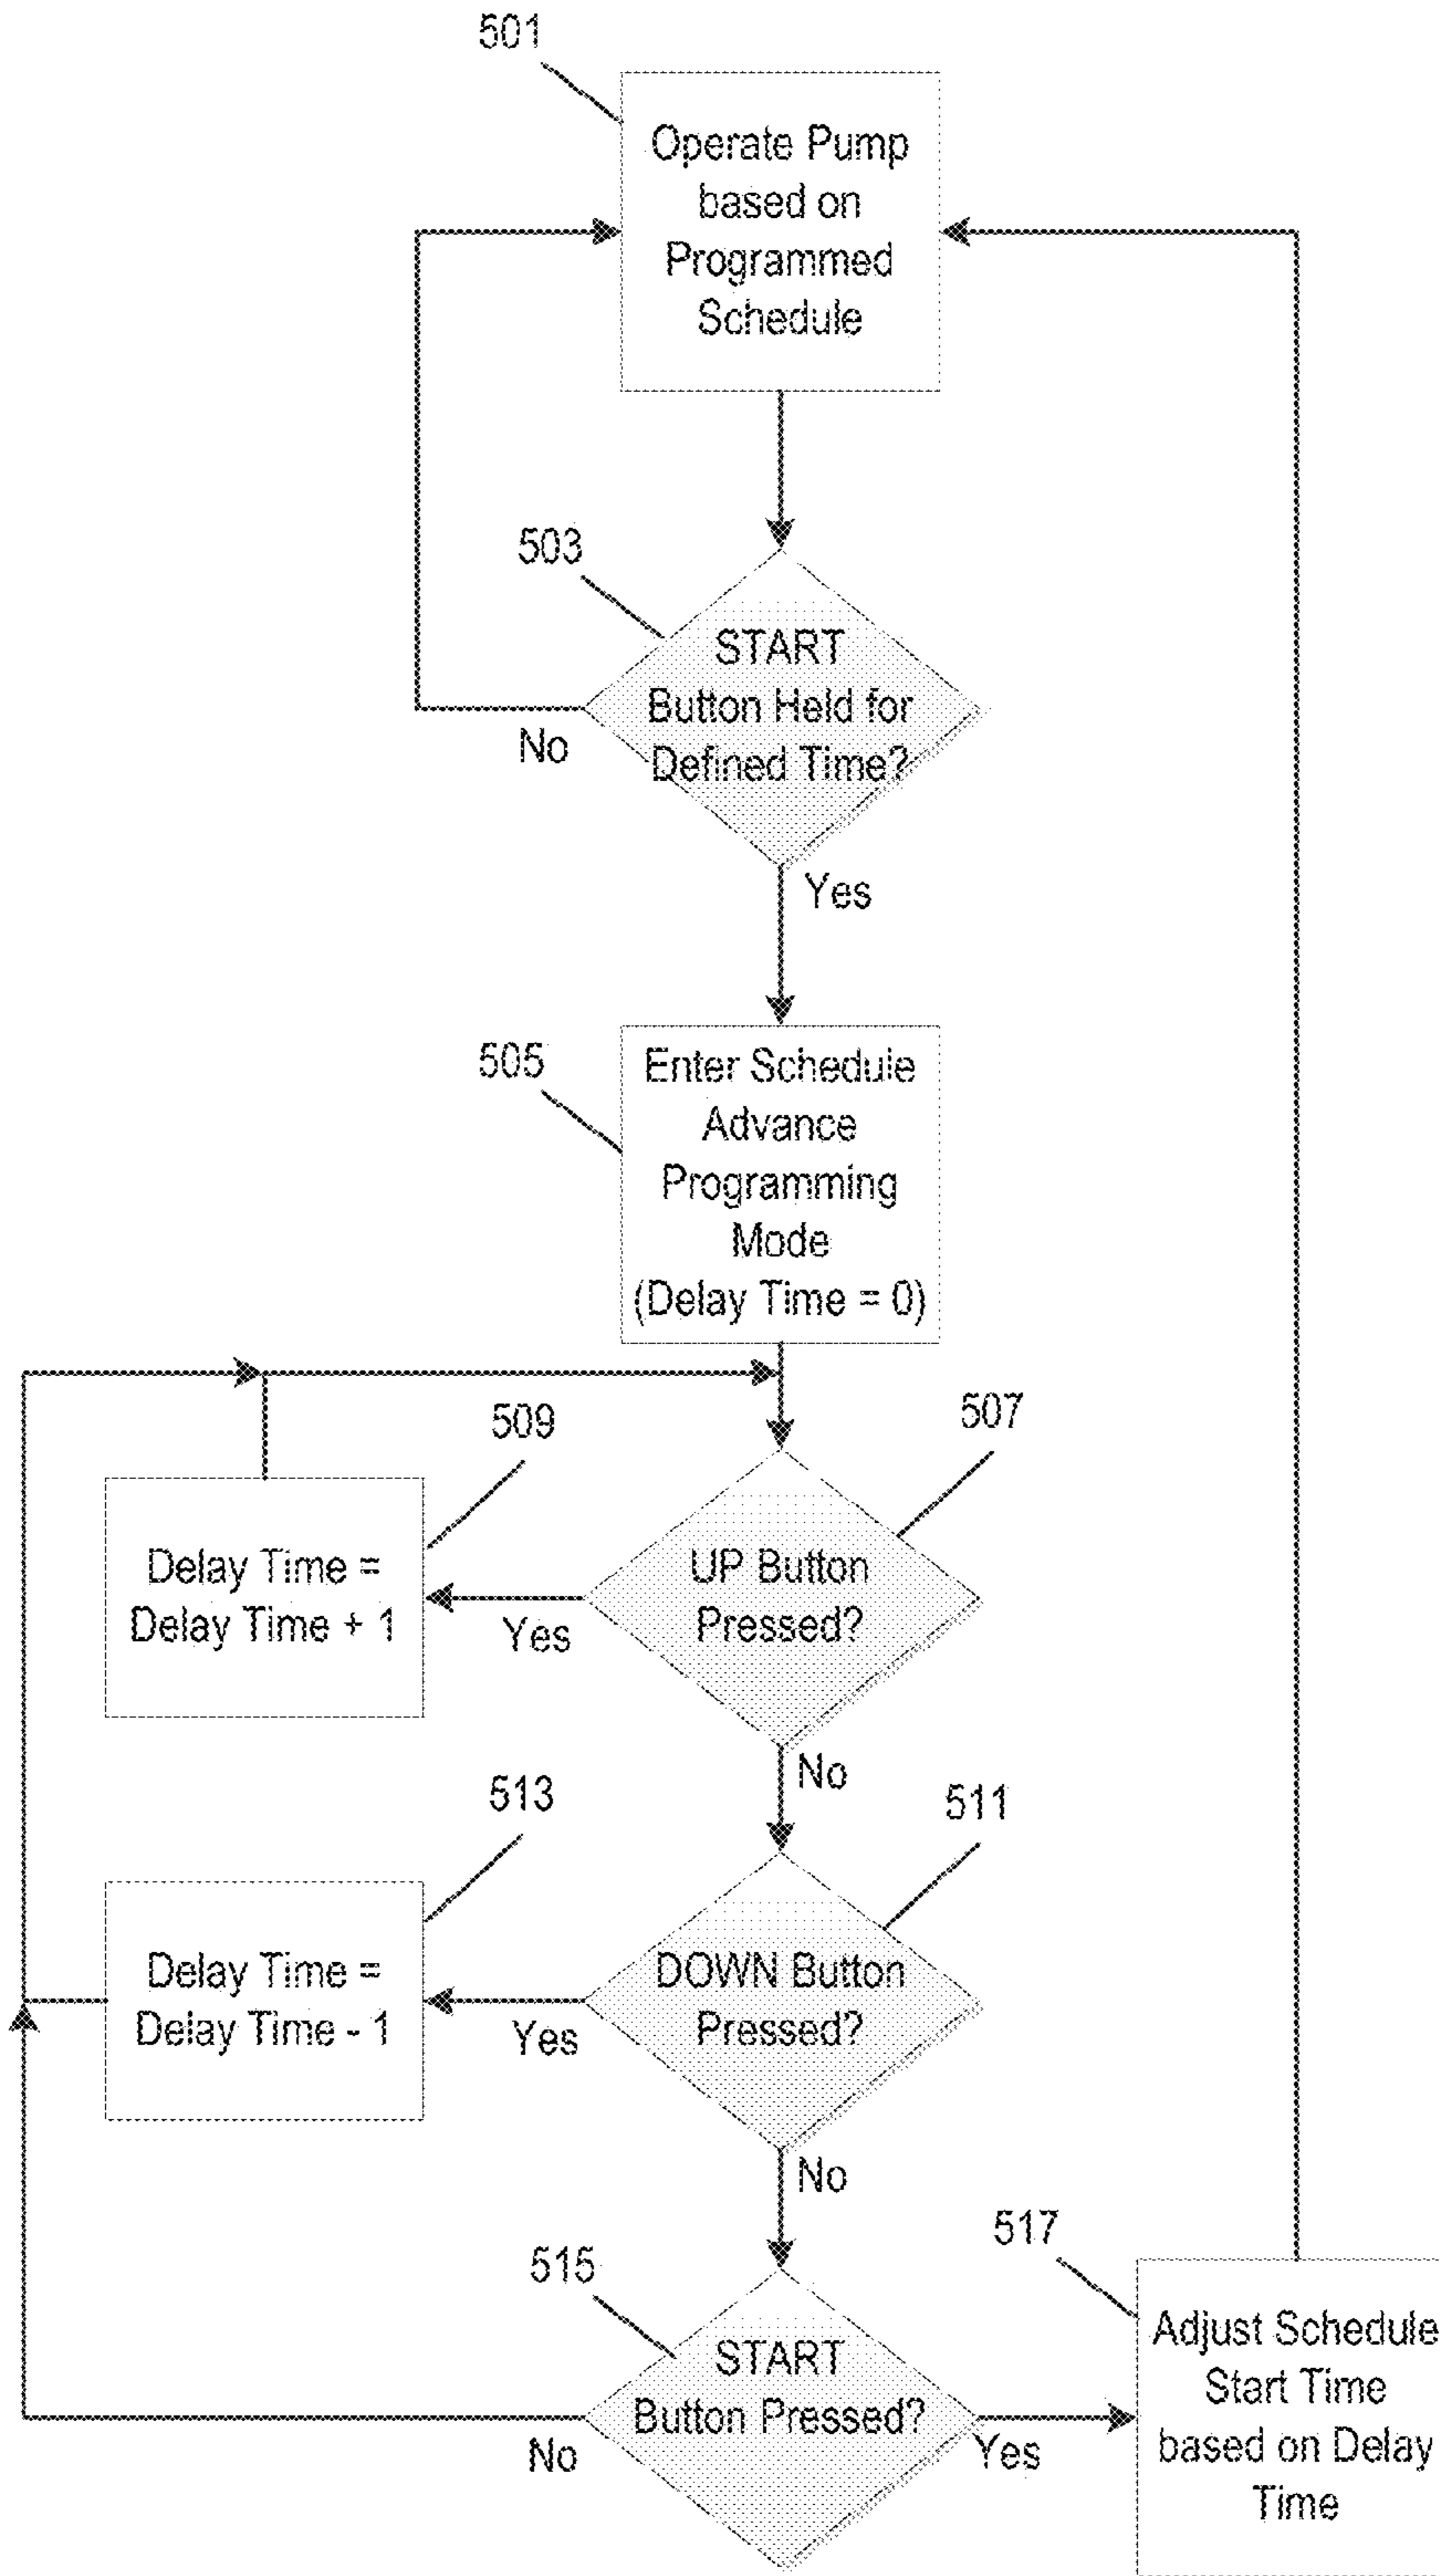 501
Operate Pump
based on
Programmed
Schedule
503
START
Button Held for
Defined Time?
No
Yes
505
Enter Schedule
Advance
Programming
Mode
(Delay Time = 0)
509
507
Delay Time =
Delay Time + 1
Yes
UP Button
Pressed?
No
513
511
Delay Time =
Delay Time - 1
Yes
DOWN Button
Pressed?
No
515
517
START
Button Pressed?
No
Yes
Adjust Schedule
Start Time
based on Delay
Time